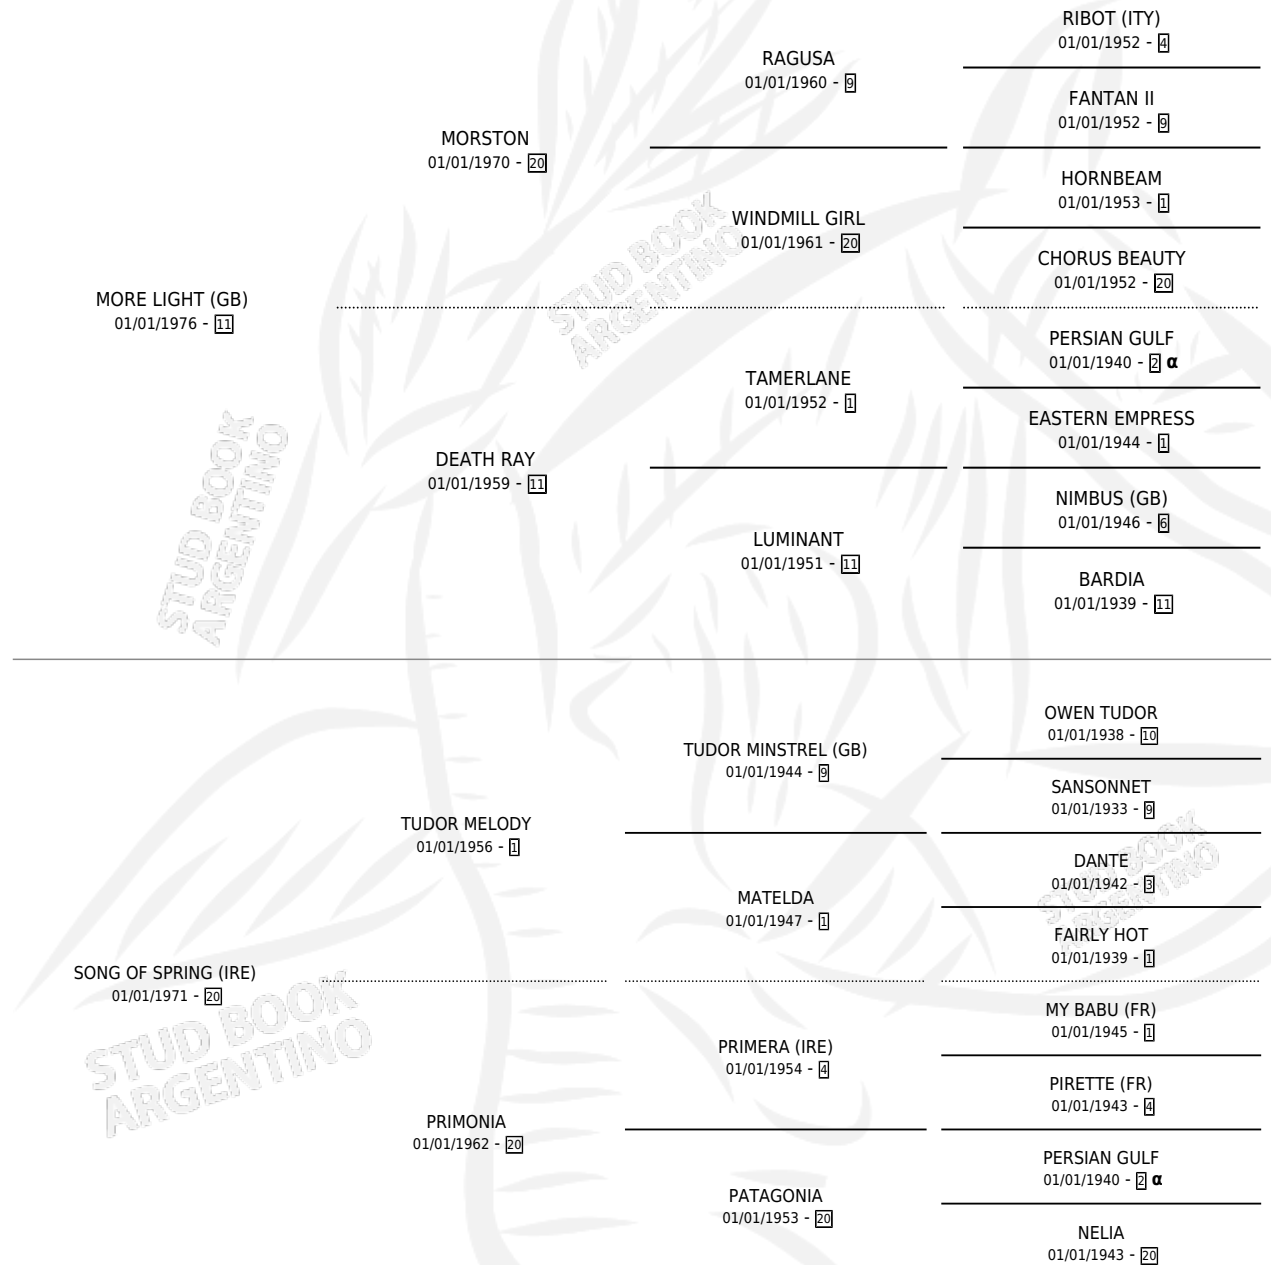 RIBOT (ITY)
01/01/1952 - 4
RAGUSA
01/01/1960 - 9
FANTAN II
01/01/1952 - 9
MORSTON
01/01/1970 - 20
HORNBEAM
01/01/1953 - 1
WINDMILL GIRL
01/01/1961 - 20
CHORUS BEAUTY
01/01/1952 - 20
STUD BOOK
ARGENTINO
MORE LIGHT (GB)
01/01/1976 - 11
PERSIAN GULF
01/01/1940 - 2 α
TAMERLANE
01/01/1952 - 1
EASTERN EMPRESS
01/01/1944 - 1
DEATH RAY
01/01/1959 - 11
NIMBUS (GB)
01/01/1946 - 6
LUMINANT
01/01/1951 - 11
BARDIA
01/01/1939 - 11
STUD BOOK
ARGENTINO
OWEN TUDOR
01/01/1938 - 10
TUDOR MINSTREL (GB)
01/01/1944 - 9
SANSONNET
01/01/1933 - 9
TUDOR MELODY
01/01/1956 - 1
DANTE
01/01/1942 - 3
MATELDA
01/01/1947 - 1
FAIRLY HOT
01/01/1939 - 1
STUD BOOK
ARGENTINO
SONG OF SPRING (IRE)
01/01/1971 - 20
MY BABU (FR)
01/01/1945 - 1
PRIMERA (IRE)
01/01/1954 - 4
PIRETTE (FR)
01/01/1943 - 4
STUD BOOK
ARGENTINO
PRIMONIA
01/01/1962 - 20
PERSIAN GULF
01/01/1940 - 2 α
PATAGONIA
01/01/1953 - 20
NELIA
01/01/1943 - 20